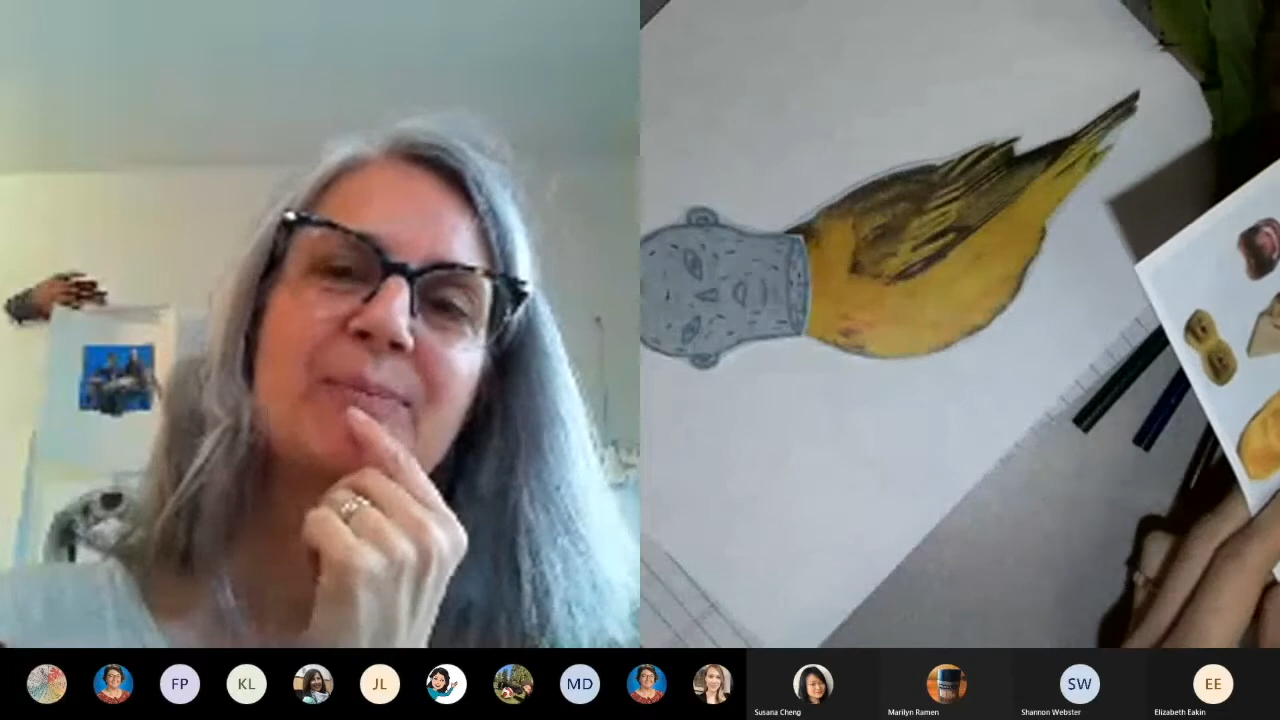 FP
KL
JL
MD
Susana Cheng
Marilyn Ramen
SW
Shannon Webster
EE
Elizabeth Eakin